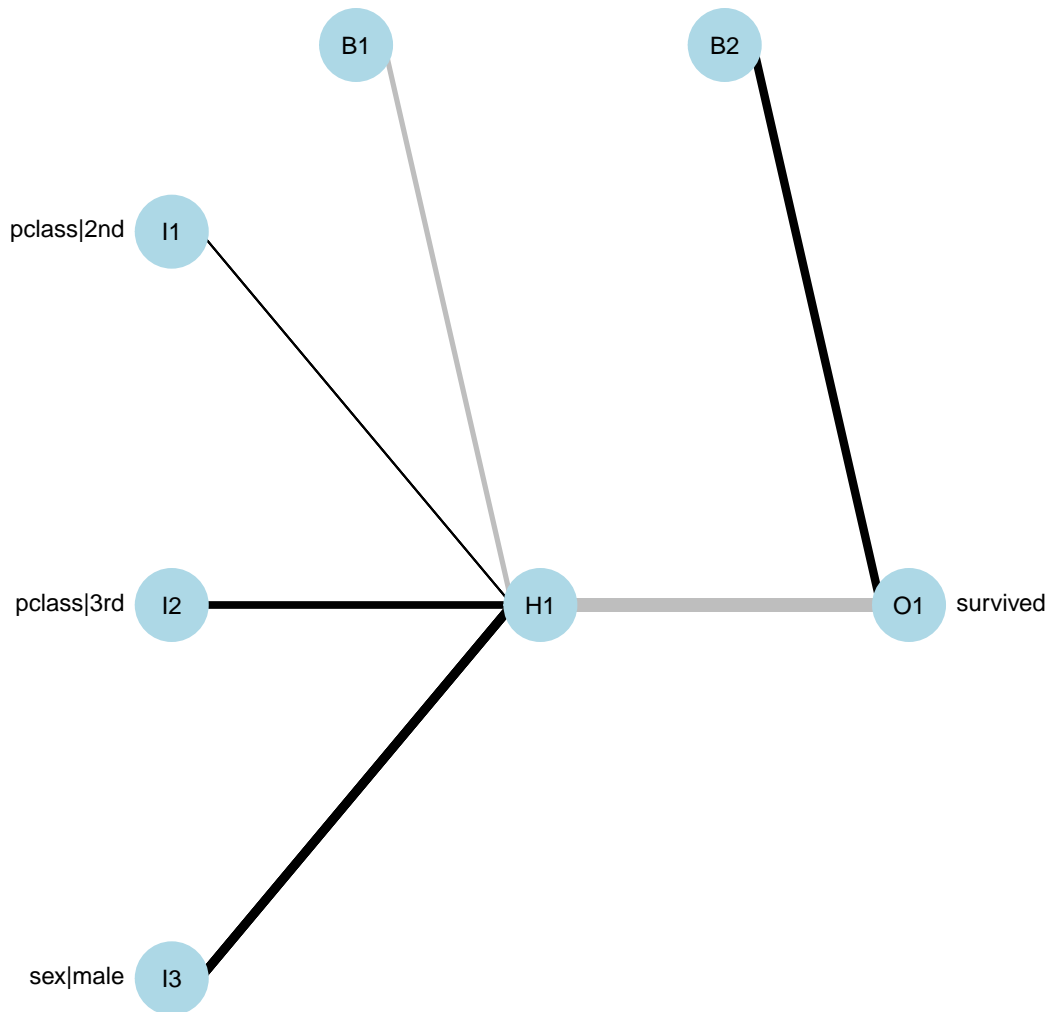 B1
B2
pclass|2nd
I1
pclass|3rd
I2
H1
O1
survived
sex|male
I3